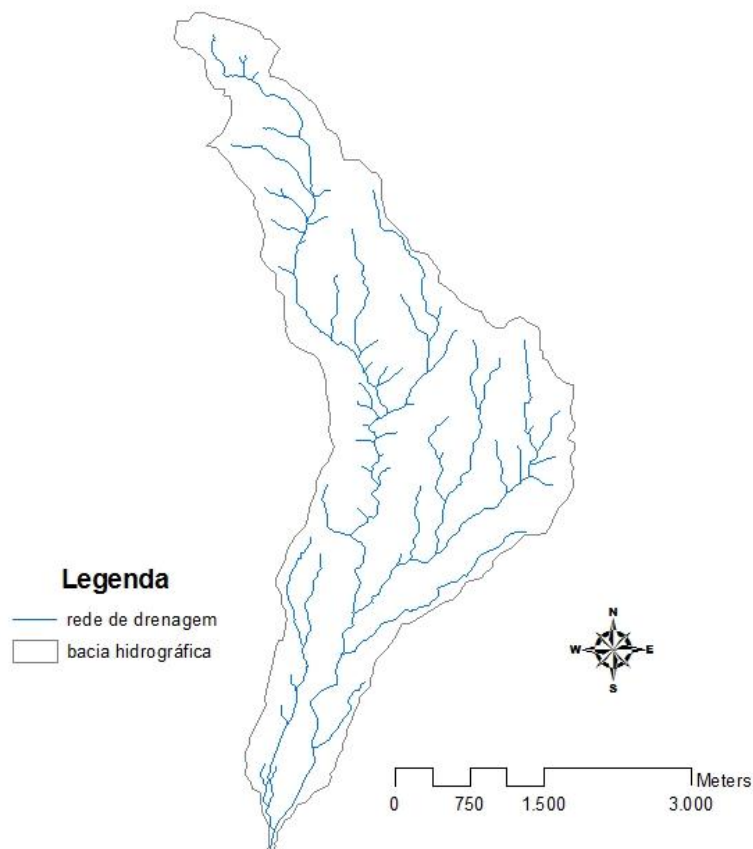 Legenda
rede de drenagem
bacia hidrográfica
N
W E
S
Meters
0 750 1.500 3.000